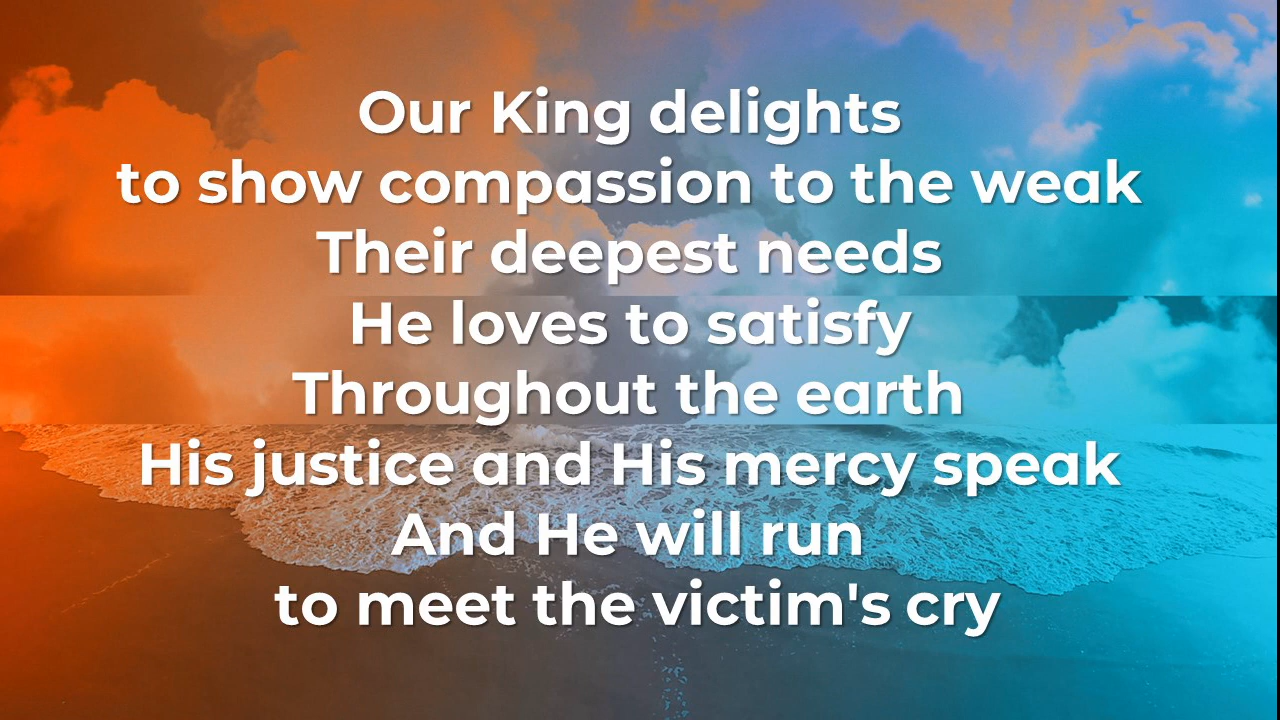 Our King delights
to show compassion to the weak
Their deepest needs
He loves to satisfy
Throughout the earth
His justice and His mercy speak
And He will run
to meet the victim's cry